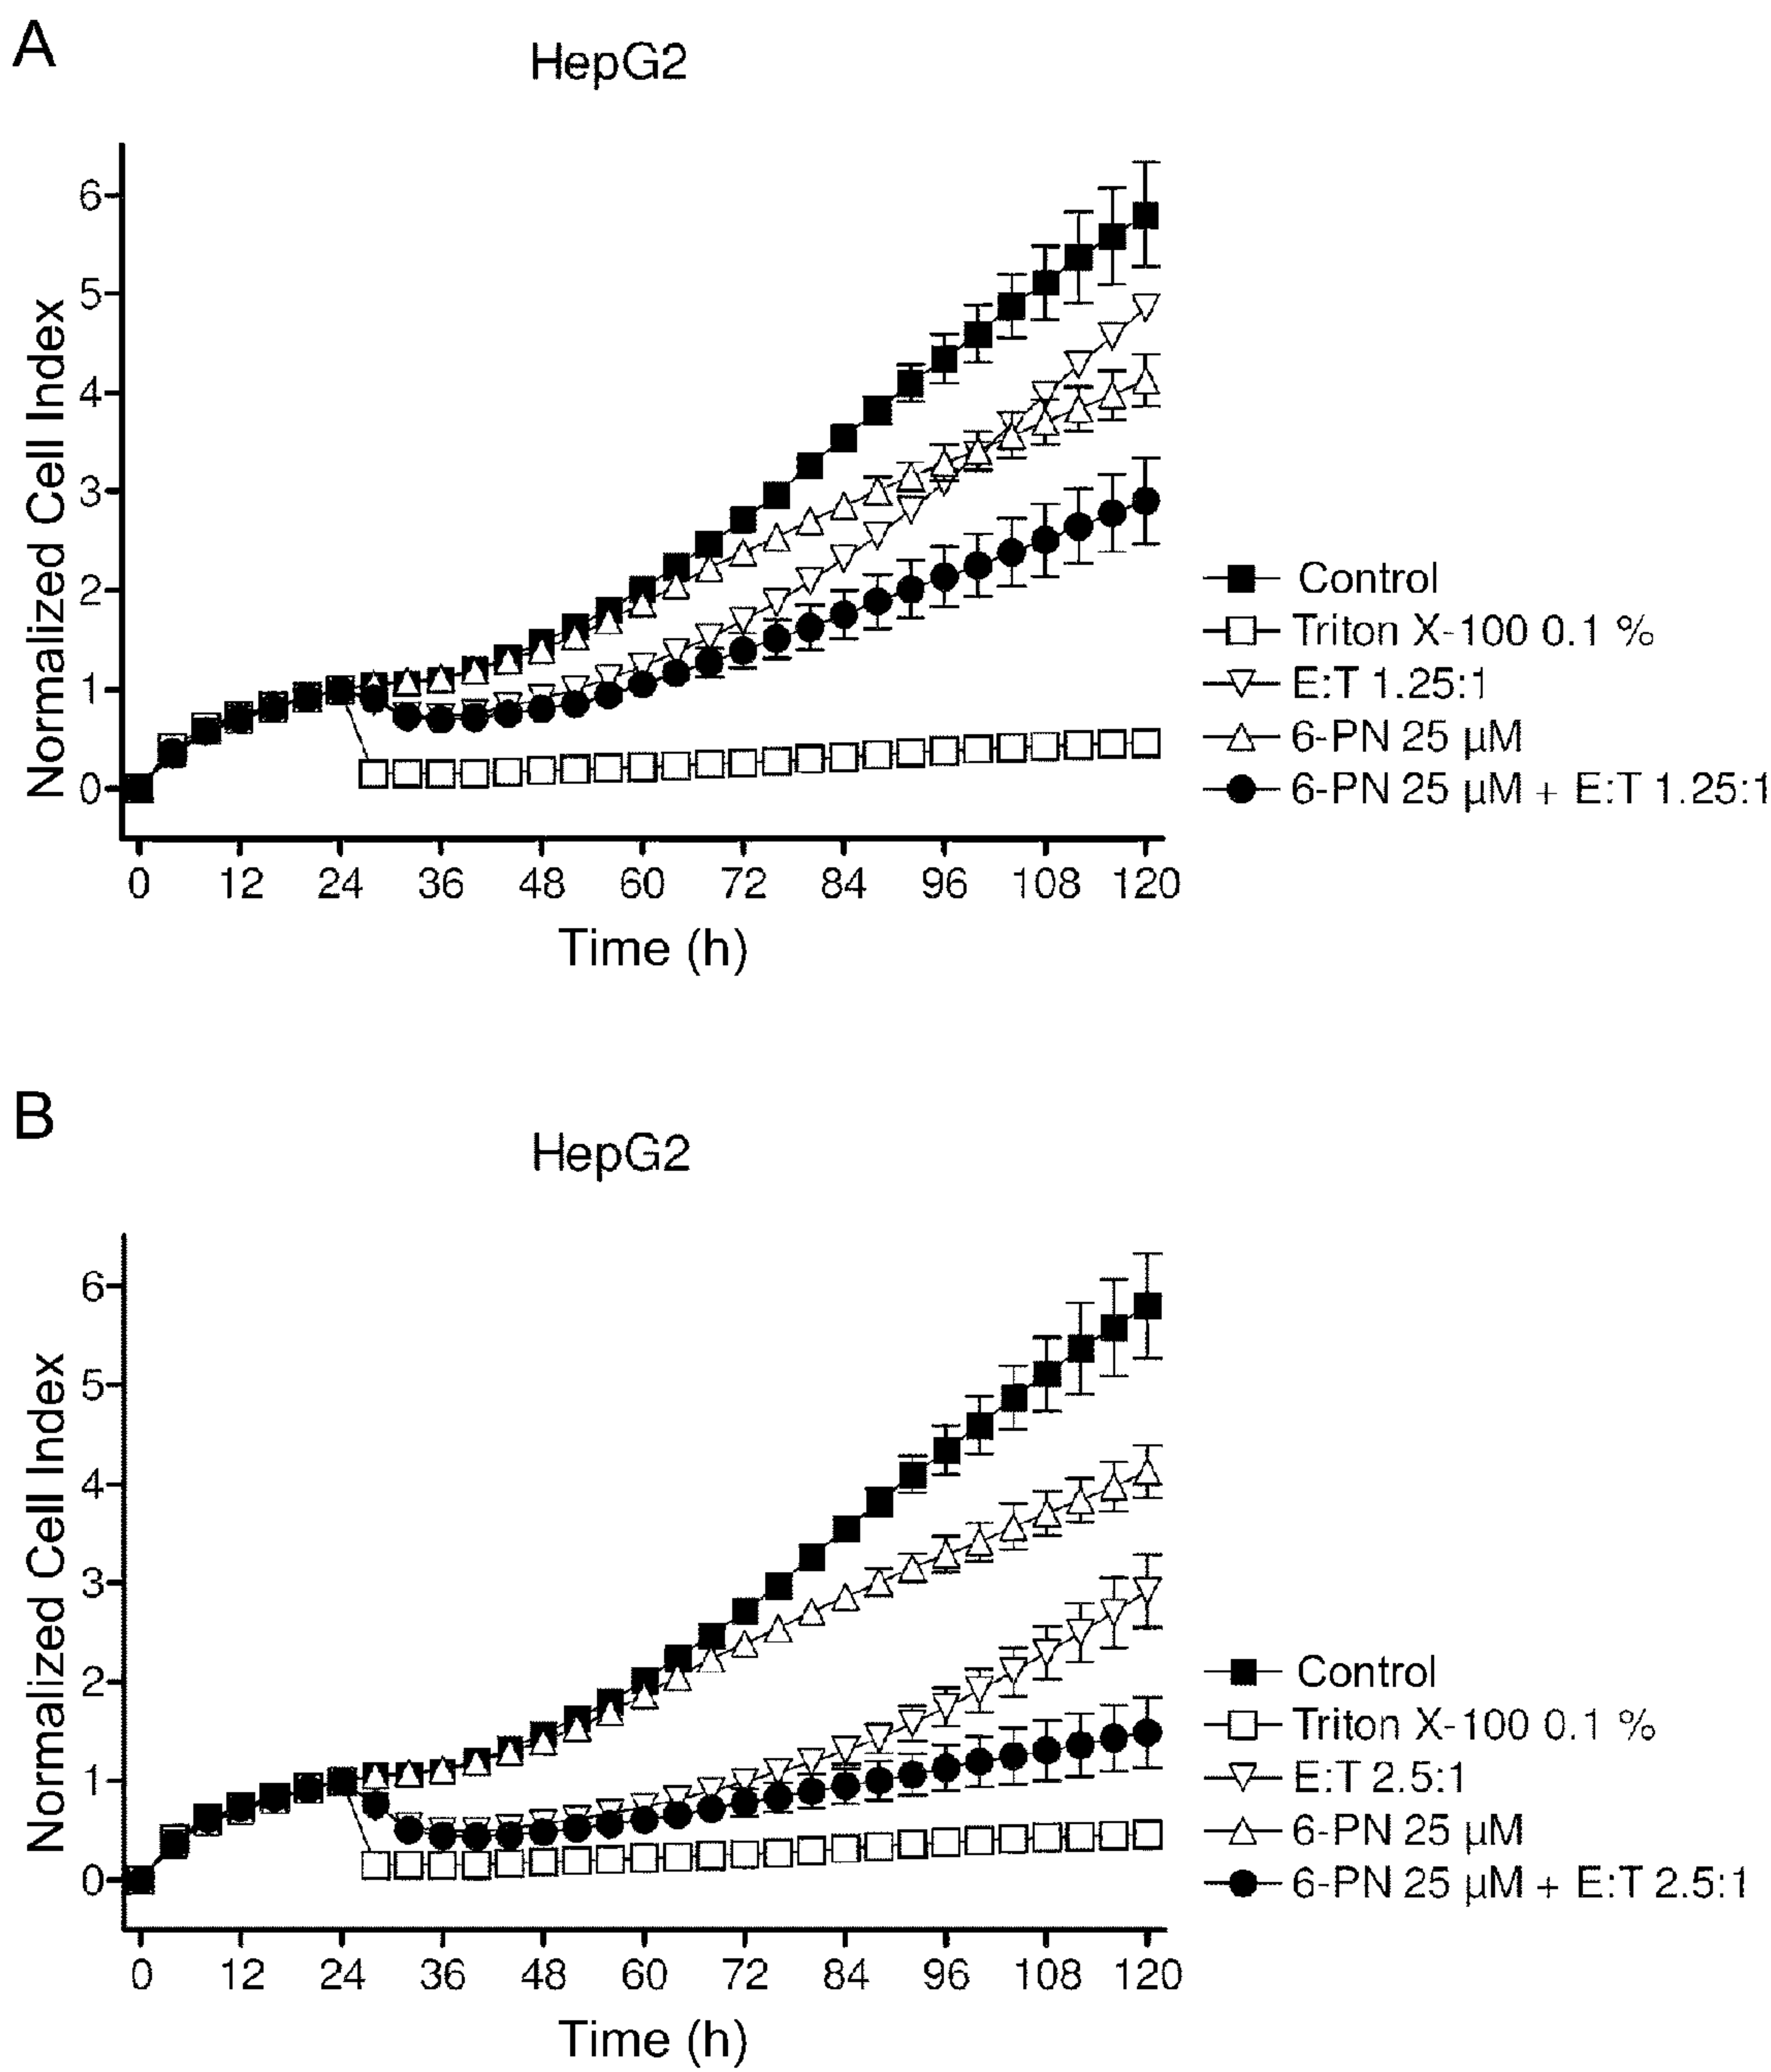 A
HepG2
Normalized Cell Index
6
5
4
3
2
1
0
0 12 24 36 48 60 72 84 96 108 120
Time (h)
Control
Triton X-100 0.1 %
E:T 1.25:1
6-PN 25 µM
6-PN 25 µM + E:T 1.25:1
B
HepG2
Normalized Cell Index
6
5
4
3
2
1
0
0 12 24 36 48 60 72 84 96 108 120
Time (h)
Control
Triton X-100 0.1 %
E:T 2.5:1
6-PN 25 µM
6-PN 25 µM + E:T 2.5:1